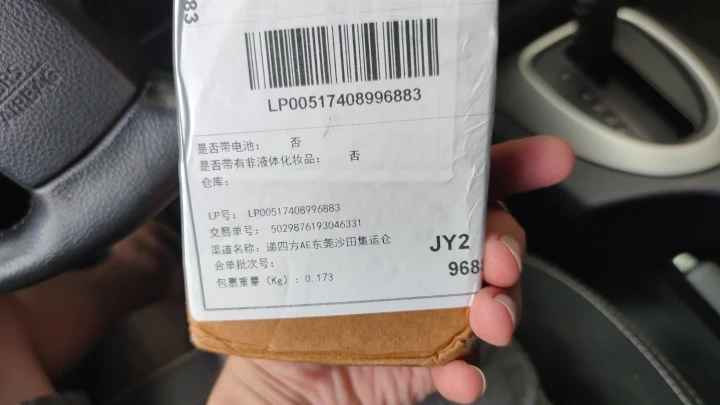 83
LP00517408996883
是否带电池： 否
是否带有非液体化妆品： 否
仓库：
LP号： LP00517408996883
交易单号： 5029876193046331
渠道名称：递四方AE东莞沙田集运仓
合单批次号：
包裹重量（Kg）：0.173
JY2
968
AIRBAG